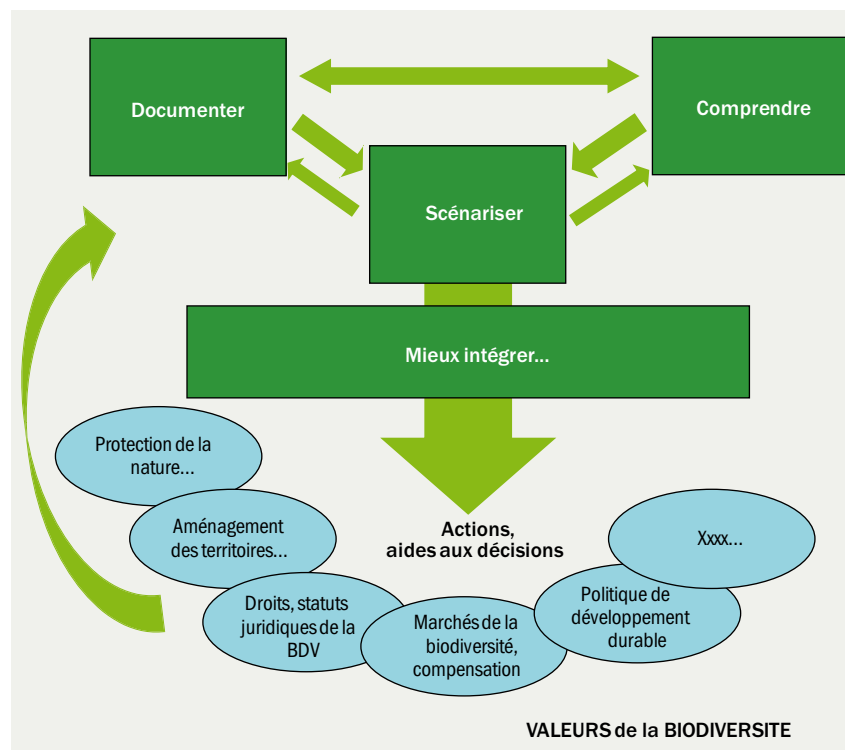 Documenter
Comprendre
Scénariser
Mieux intégrer...
Protection de la
nature...
Aménagement
des territoires...
Droits, statuts
juridiques de la
BDV
Marchés de la
biodiversité,
compensation
Politique de
développement
durable
Xxxx...
Actions,
aides aux décisions
VALEURS de la BIODIVERSITE